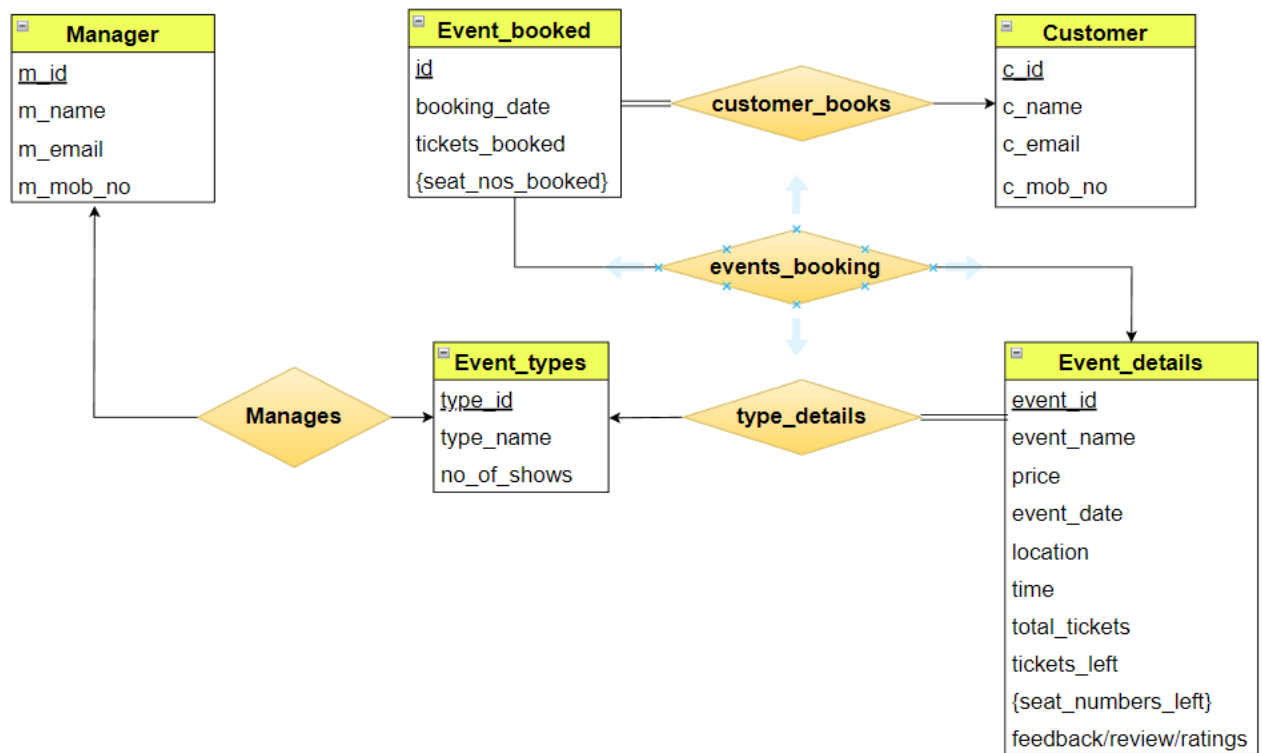 Manager
m_id
m_name
m_email
m_mob_no
Event_booked
id
booking_date
tickets_booked
{seat_nos_booked}
customer_books
Customer
c_id
c_name
c_email
c_mob_no
events_booking
Manages
Event_types
type_id
type_name
no_of_shows
type_details
Event_details
event_id
event_name
price
event_date
location
time
total_tickets
tickets_left
{seat_numbers_left}
feedback/review/ratings